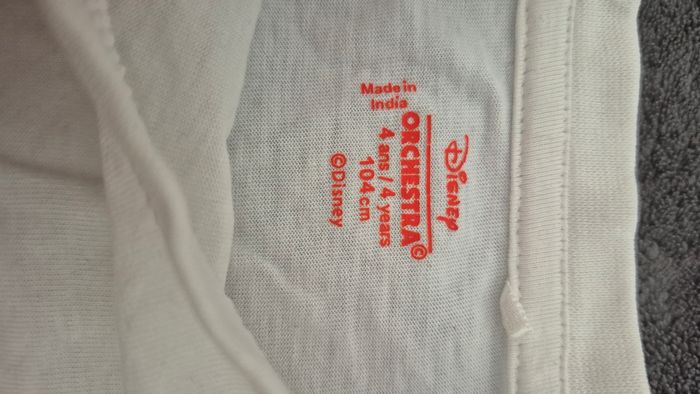 Disney
ORCHESTRA©
4 ans / 4 years
104 cm
©Disney
Made in
India